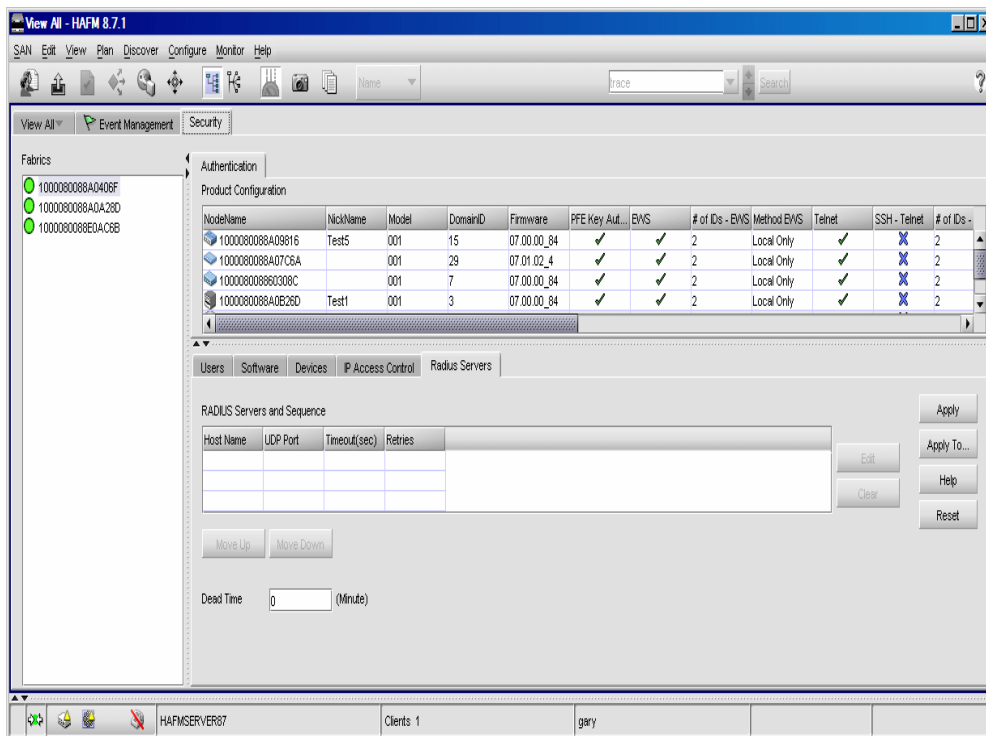 View All - HAFM 8.7.1
SAN Edit View Plan Discover Configure Monitor Help
Name trace Search ?
View All Event Management Security
Fabrics
1000080088A0406F
1000080088A0A28D
1000080088E0AC6B
Authentication
Product Configuration
NodeName NickName Model DomainID Firmware PFE Key Aut... EWS # of IDs - EWS Method EWS Telnet SSH - Telnet # of IDs -
1000080088A09816 Test5 001 15 07.00.00_84 2 Local Only 2
1000080088A07C6A 001 29 07.01.02_4 2 Local Only 2
100008008860308C 001 7 07.00.00_84 2 Local Only 2
1000080088A0B26D Test1 001 3 07.00.00_84 2 Local Only 2
Users Software Devices IP Access Control Radius Servers
RADIUS Servers and Sequence
Host Name UDP Port Timeout(sec) Retries
Edit
Clear
Apply
Apply To...
Help
Reset
Move Up Move Down
Dead Time 0 (Minute)
HAFMSERVER87 Clients 1 gary